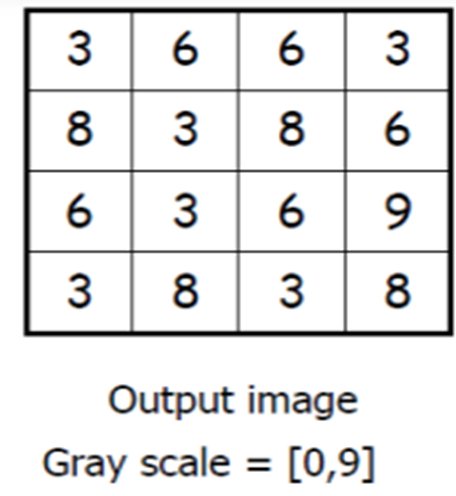 3 6 6 3
8 3 8 6
6 3 6 9
3 8 3 8
Output image
Gray scale = [0,9]